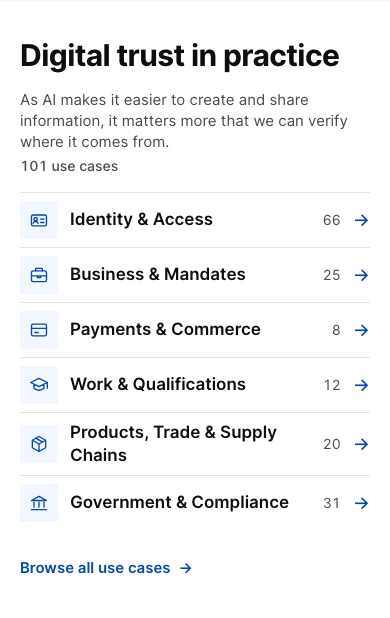 Digital trust in practice
As AI makes it easier to create and share
information, it matters more that we can verify
where it comes from.
101 use cases
Identity & Access 66
Business & Mandates 25
Payments & Commerce 8
Work & Qualifications 12
Products, Trade & Supply
Chains 20
Government & Compliance 31
Browse all use cases